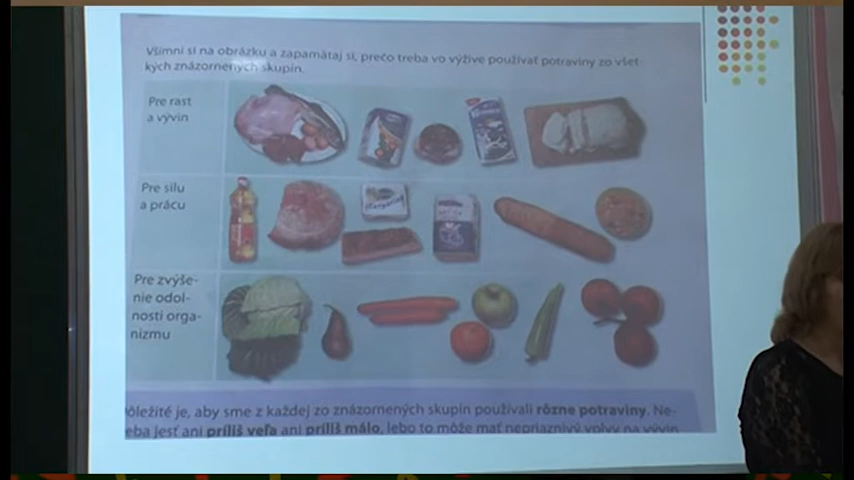 Všimni si na obrázku a zapamätaj si, prečo treba vo výžive používať potraviny zo všet-
kých znázornených skupín.
Pre rast
a vývin
Pre silu
a prácu
Pre zvýše-
nie odol-
nosti orga-
nizmu
ôležité je, aby sme z každej zo znázornených skupín používali rôzne potraviny. Ne-
eba jesť ani príliš veľa ani príliš málo, lebo to môže mať nepriaznivý vplyv na vývin